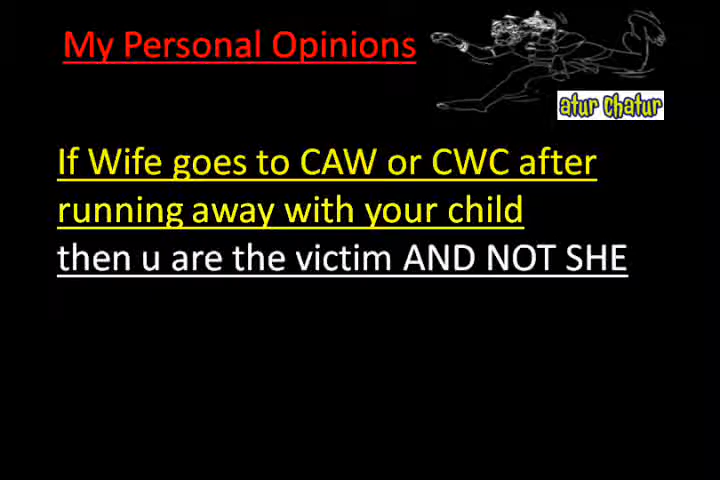 My Personal Opinions
atur chatur
If Wife goes to CAW or CWC after
running away with your child
then u are the victim AND NOT SHE